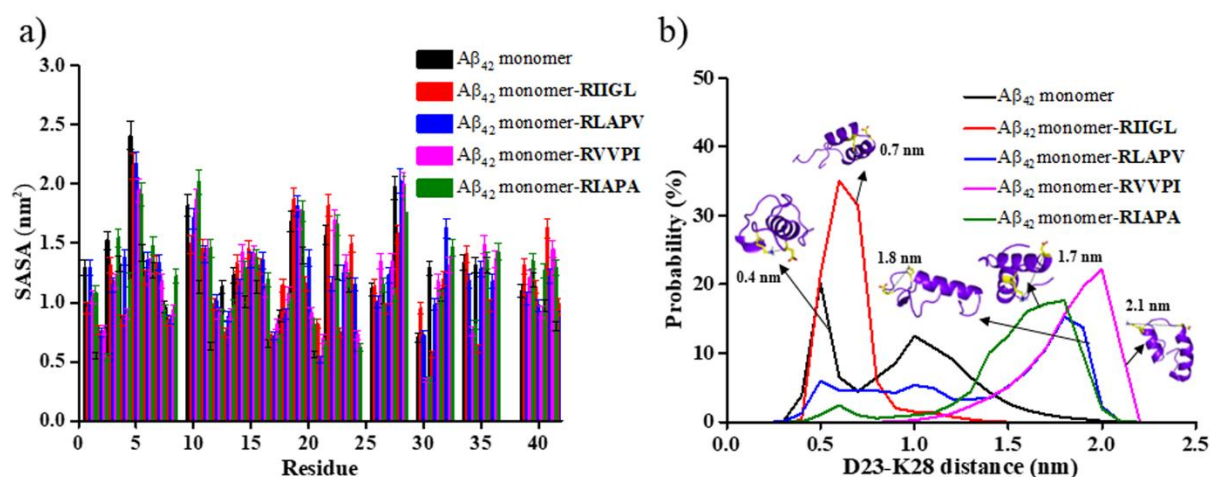 a)
SASA (nm²)
3.0
2.5
2.0
1.5
1.0
0.5
0.0
0 5 10 15 20 25 30 35 40
Residue
Aβ₄₂ monomer
Aβ₄₂ monomer-RIIGL
Aβ₄₂ monomer-RLAPV
Aβ₄₂ monomer-RVVPI
Aβ₄₂ monomer-RIAPA
b)
Probability (%)
50
40
30
20
10
0
0.0 0.5 1.0 1.5 2.0 2.5
D23-K28 distance (nm)
Aβ₄₂ monomer
Aβ₄₂ monomer-RIIGL
Aβ₄₂ monomer-RLAPV
Aβ₄₂ monomer-RVVPI
Aβ₄₂ monomer-RIAPA
0.7 nm
0.4 nm
1.8 nm
1.7 nm
2.1 nm